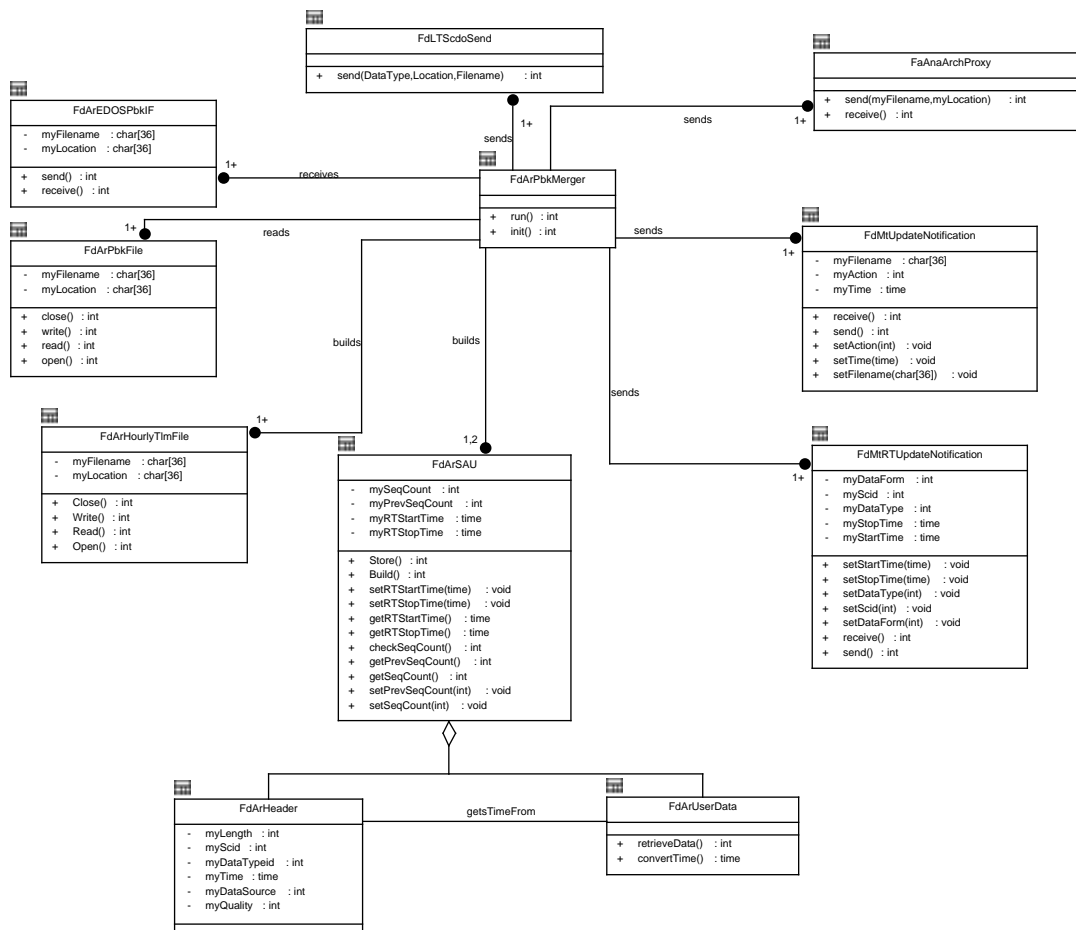 FdLTScdoSend
+ send(DataType,Location,Filename) : int
FaAnaArchProxy
+ send(myFilename,myLocation) : int
+ receive() : int
FdArEDOSPbkIF
- myFilename : char[36]
- myLocation : char[36]
+ send() : int
+ receive() : int
1+
sends
sends
1+
1+
receives
FdArPbkMerger
+ run() : int
+ init() : int
1+
reads
sends
1+
FdArPbkFile
- myFilename : char[36]
- myLocation : char[36]
+ close() : int
+ write() : int
+ read() : int
+ open() : int
FdMtUpdateNotification
- myFilename : char[36]
- myAction : int
- myTime : time
+ receive() : int
+ send() : int
+ setAction(int) : void
+ setTime(time) : void
+ setFilename(char[36]) : void
builds
builds
sends
1+
1,2
1+
FdArHourlyTlmFile
- myFilename : char[36]
- myLocation : char[36]
+ Close() : int
+ Write() : int
+ Read() : int
+ Open() : int
FdArSAU
- mySeqCount : int
- myPrevSeqCount : int
- myRTStartTime : time
- myRTStopTime : time
+ Store() : int
+ Build() : int
+ setRTStartTime(time) : void
+ setRTStopTime(time) : void
+ getRTStartTime() : time
+ getRTStopTime() : time
+ checkSeqCount() : int
+ getPrevSeqCount() : int
+ getSeqCount() : int
+ setPrevSeqCount(int) : void
+ setSeqCount(int) : void
FdMtRTUpdateNotification
- myDataForm : int
- myScid : int
- myDataType : int
- myStopTime : time
- myStartTime : time
+ setStartTime(time) : void
+ setStopTime(time) : void
+ setDataType(int) : void
+ setScid(int) : void
+ setDataForm(int) : void
+ receive() : int
+ send() : int
FdArHeader
- myLength : int
- myScid : int
- myDataTypeid : int
- myTime : time
- myDataSource : int
- myQuality : int
getsTimeFrom
FdArUserData
+ retrieveData() : int
+ convertTime() : time